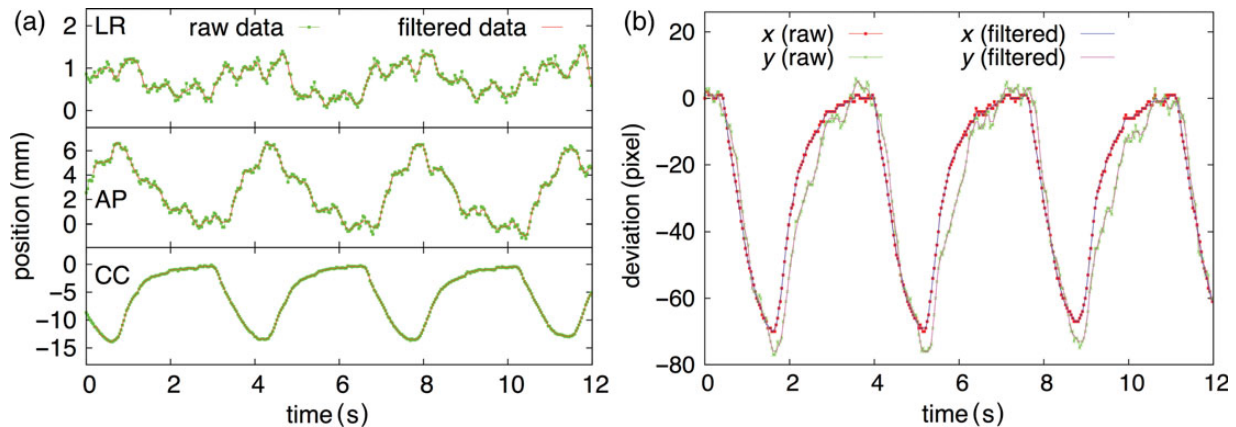 (a)
LR
raw data
filtered data
2
1
0
AP
6
4
2
0
CC
0
−5
−10
−15
position (mm)
0 2 4 6 8 10 12
time (s)
(b)
x (raw)
x (filtered)
y (raw)
y (filtered)
20
0
−20
−40
−60
−80
deviation (pixel)
0 2 4 6 8 10 12
time (s)